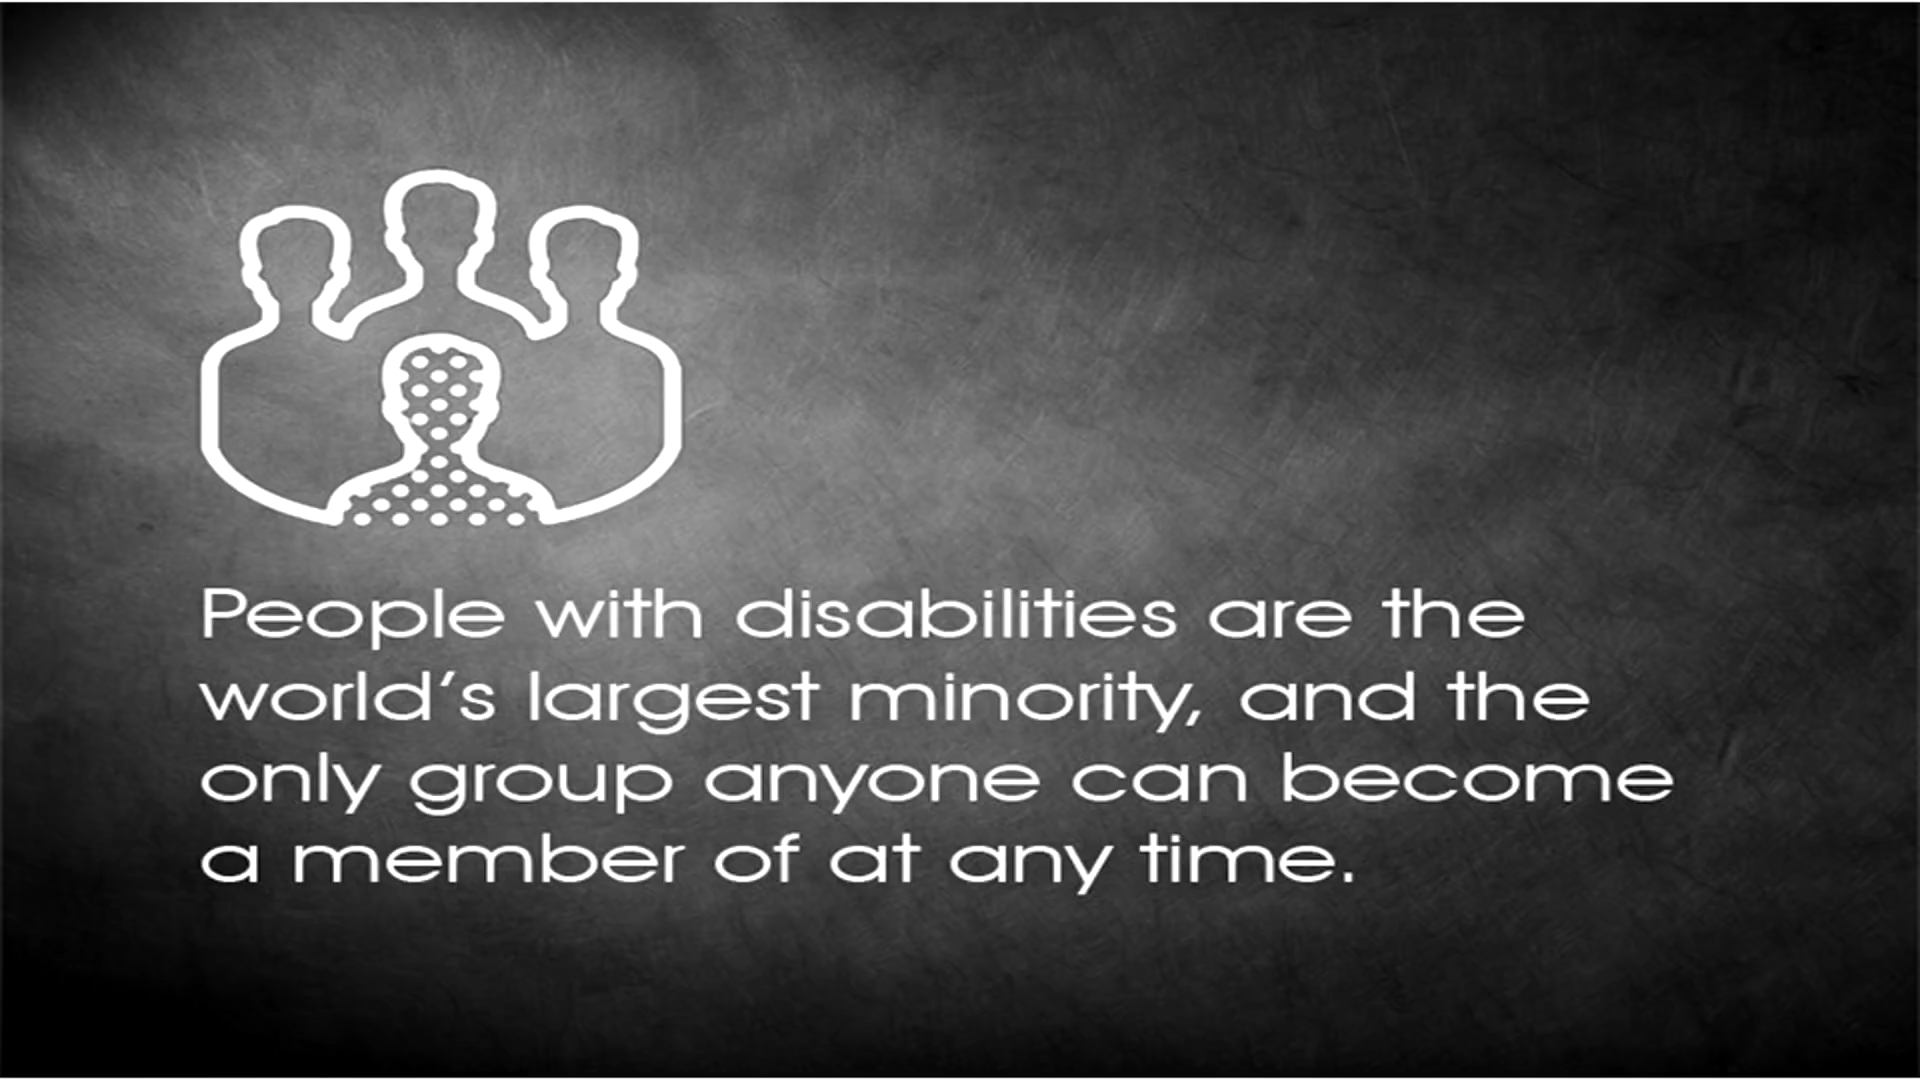 People with disabilities are the
world's largest minority, and the
only group anyone can become
a member of at any time.